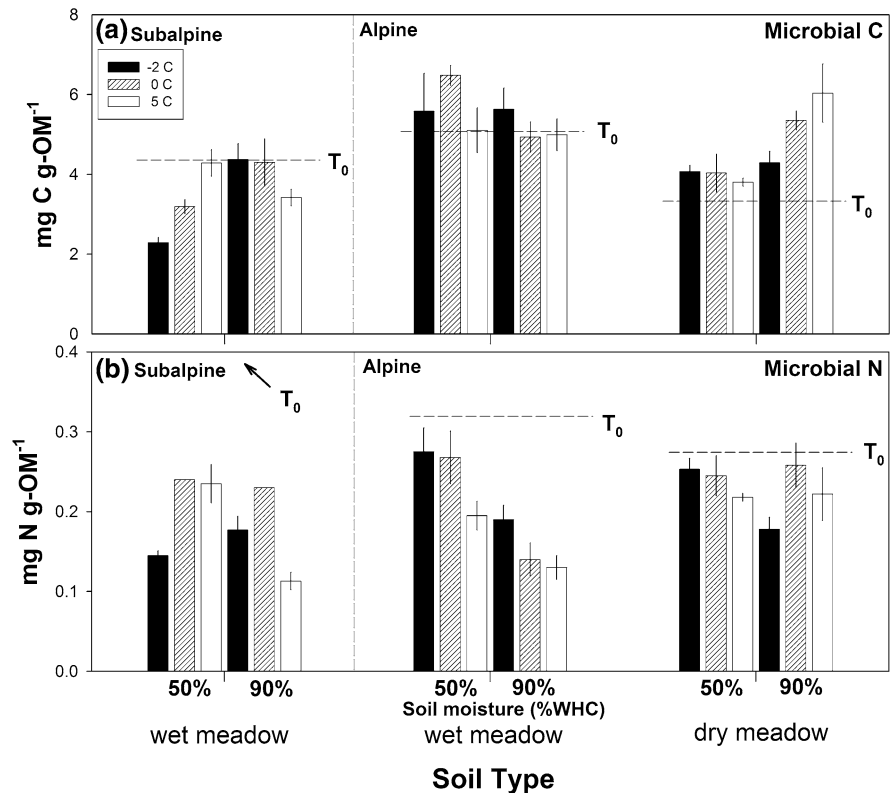 (a) Subalpine Alpine Microbial C
-2 C
0 C
5 C
T0
T0
T0
8
6
4
2
0
mg C g-OM-1
(b) Subalpine Alpine Microbial N
T0
T0
T0
0.4
0.3
0.2
0.1
0.0
mg N g-OM-1
50% 90% 50% 90% 50% 90%
Soil moisture (%WHC)
wet meadow wet meadow dry meadow
Soil Type